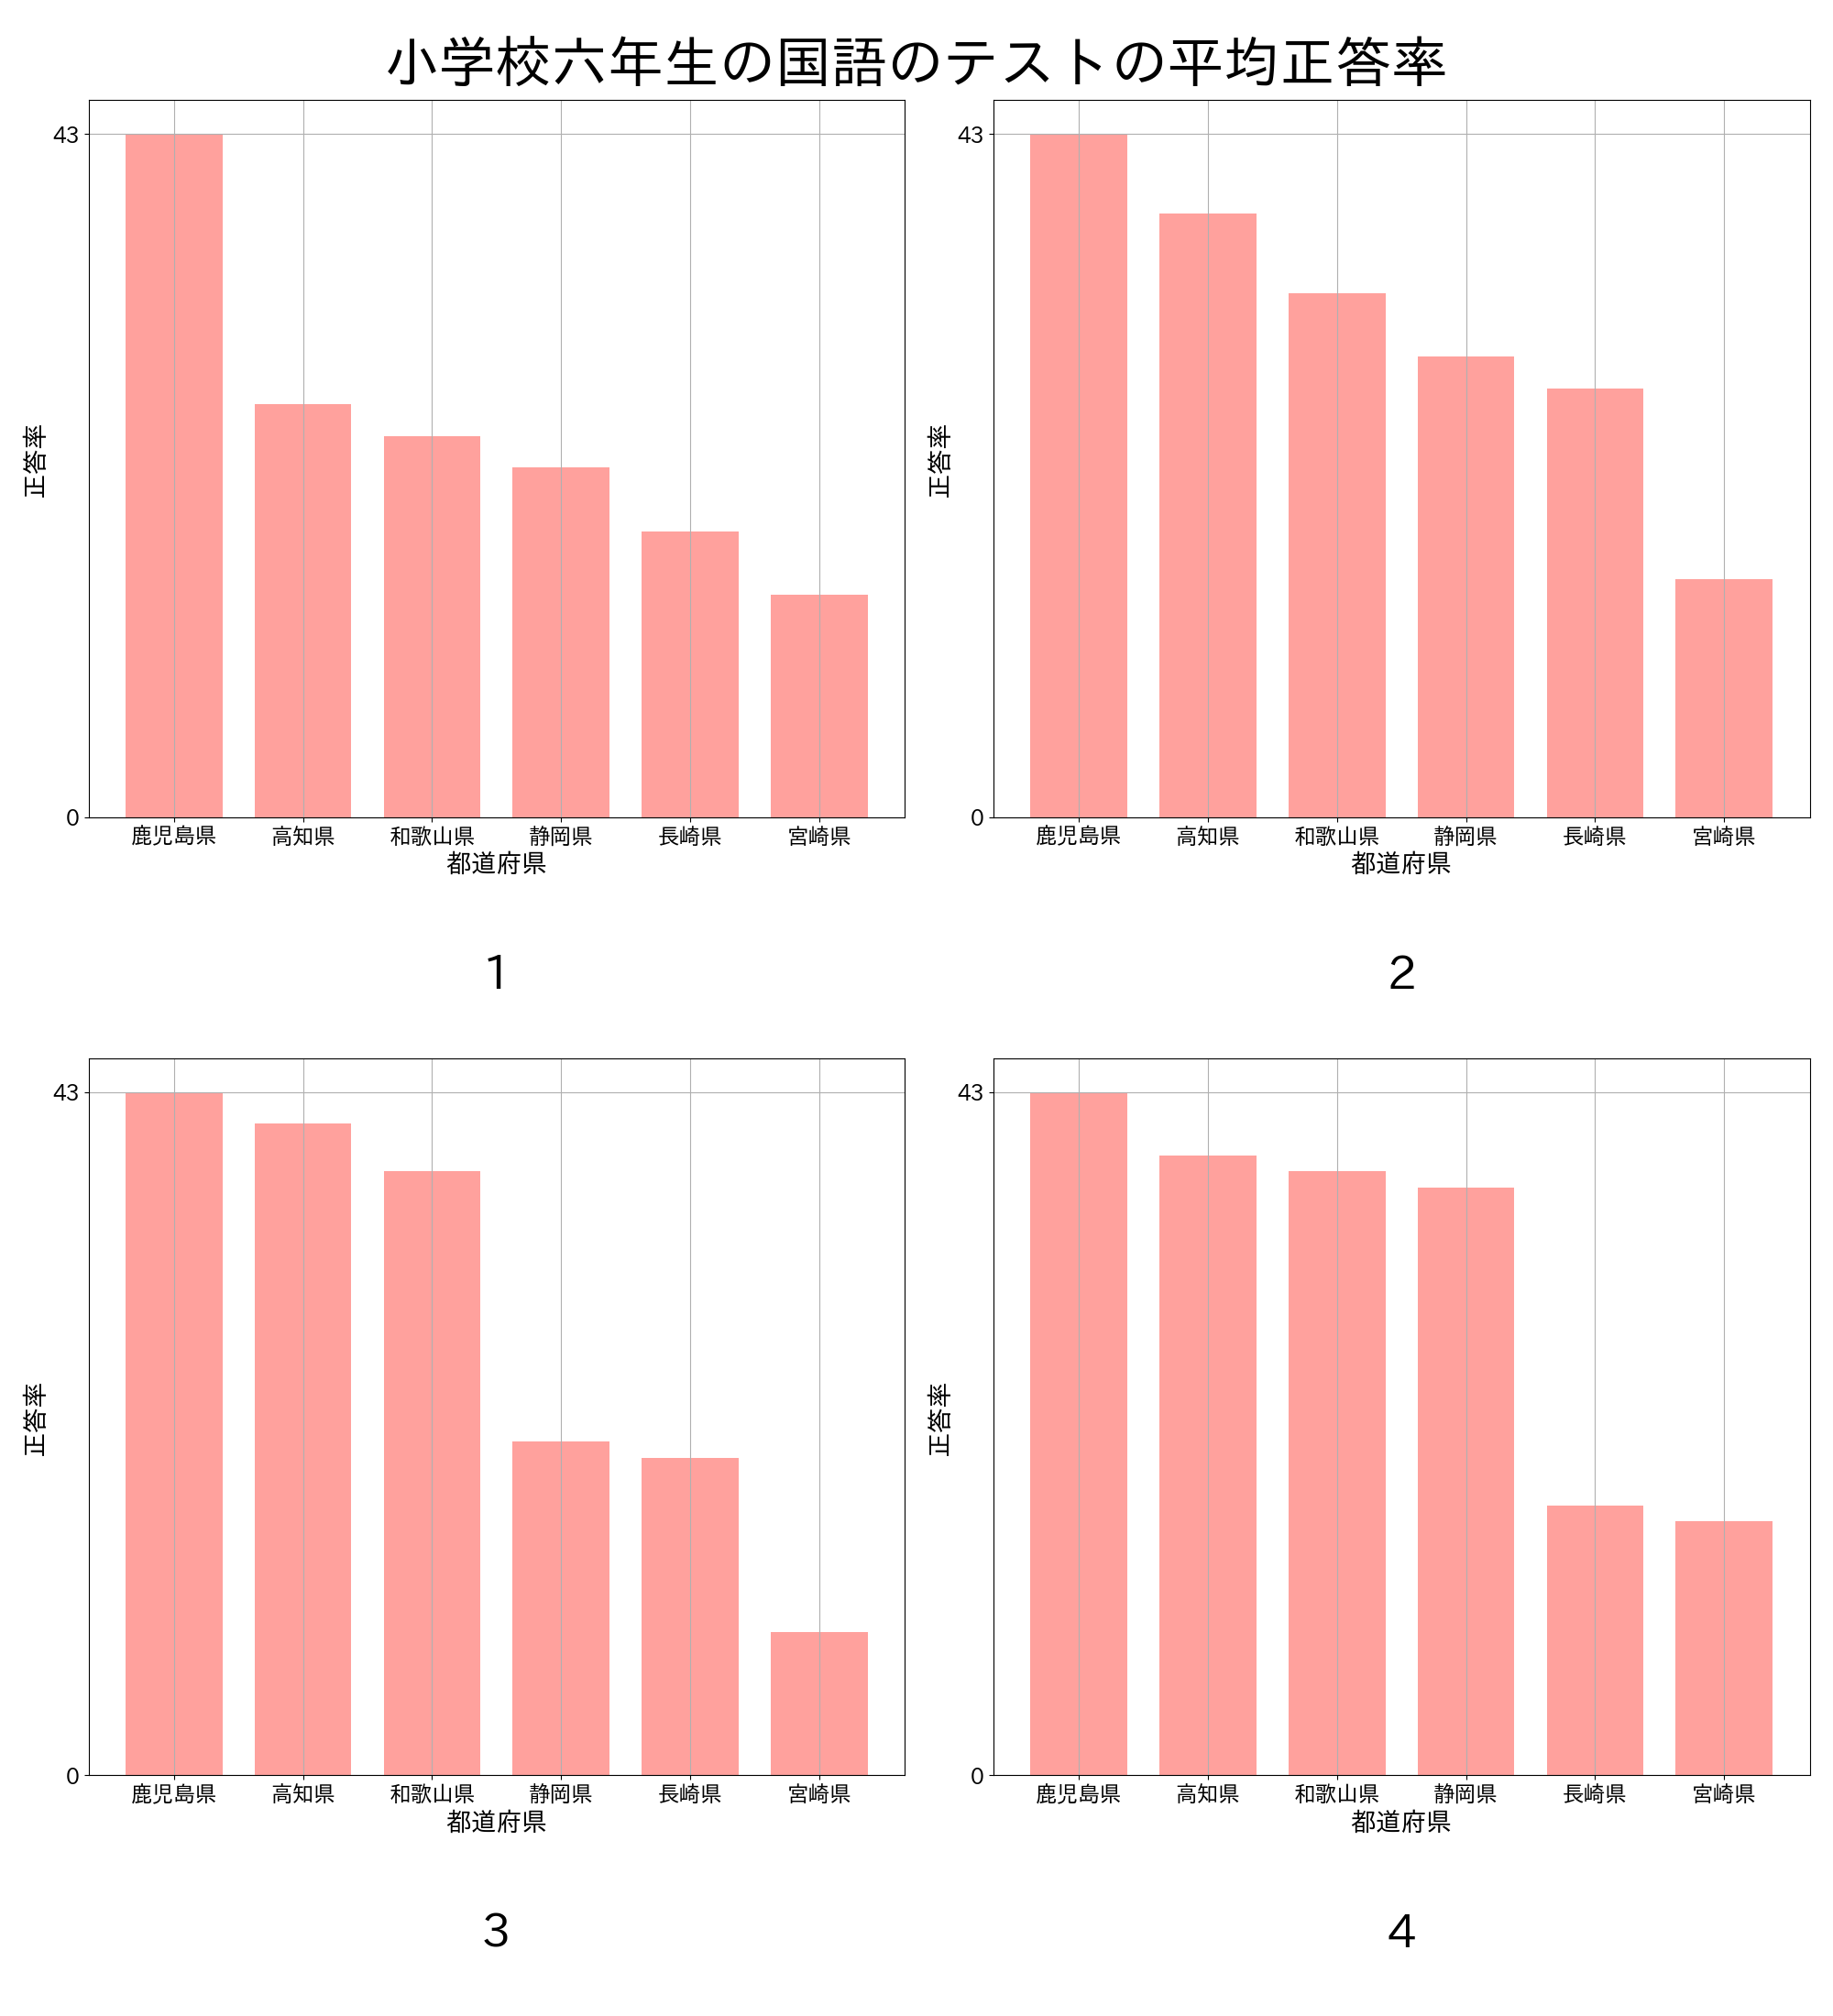 小学校六年生の国語のテストの平均正答率
43
0
正答率
鹿児島県 高知県 和歌山県 静岡県 長崎県 宮崎県
都道府県
1
43
0
正答率
鹿児島県 高知県 和歌山県 静岡県 長崎県 宮崎県
都道府県
2
43
0
正答率
鹿児島県 高知県 和歌山県 静岡県 長崎県 宮崎県
都道府県
3
43
0
正答率
鹿児島県 高知県 和歌山県 静岡県 長崎県 宮崎県
都道府県
4